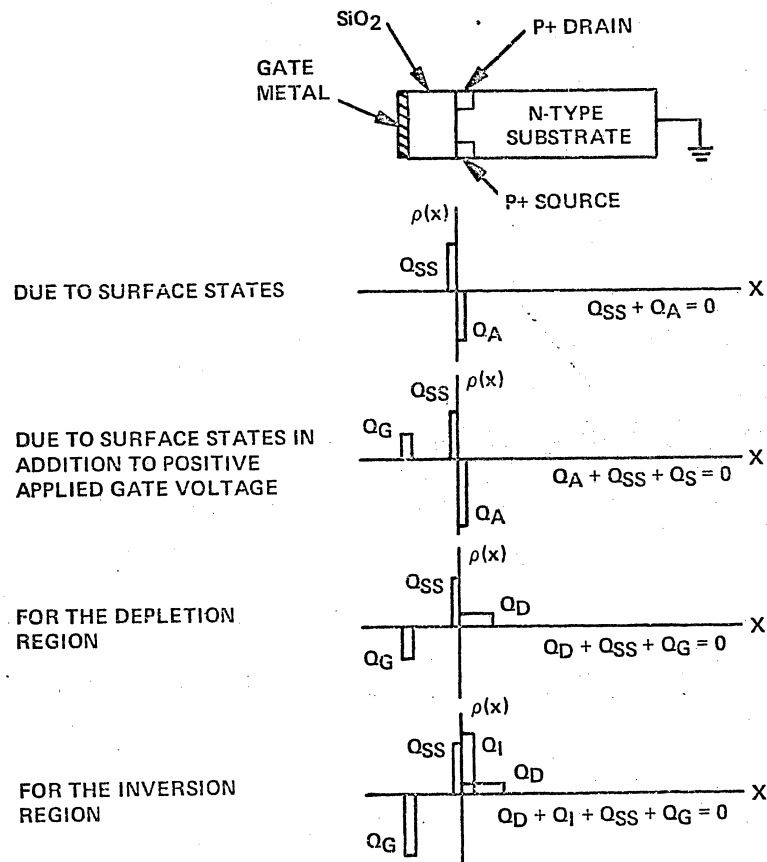 SiO2
P+ DRAIN
GATE
METAL
N-TYPE
SUBSTRATE
P+ SOURCE
ρ(x)
QSS
DUE TO SURFACE STATES
X
QSS + QA = 0
QA
QSS
ρ(x)
QG
DUE TO SURFACE STATES IN
ADDITION TO POSITIVE
APPLIED GATE VOLTAGE
X
QA + QSS + QS = 0
QA
ρ(x)
QSS
QD
FOR THE DEPLETION
REGION
X
QG
QD + QSS + QG = 0
ρ(x)
QSS
QI
QD
FOR THE INVERSION
REGION
X
QG
QD + QI + QSS + QG = 0